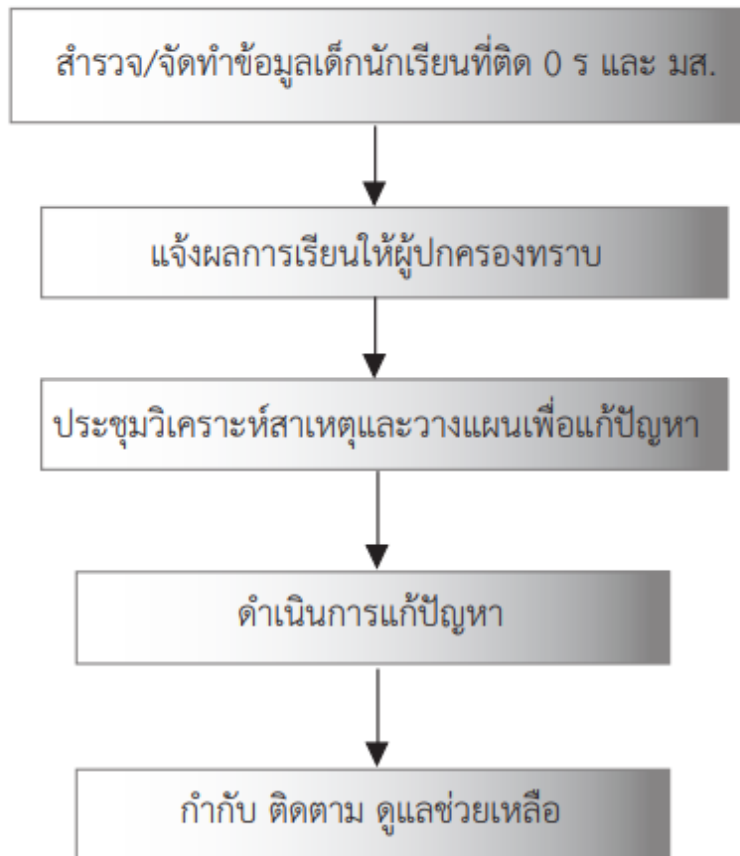 สำรวจ/จัดทำข้อมูลเด็กนักเรียนที่ติด 0 ร และ มส.
แจ้งผลการเรียนให้ผู้ปกครองทราบ
ประชุมวิเคราะห์สาเหตุและวางแผนเพื่อแก้ปัญหา
ดำเนินการแก้ปัญหา
กำกับ ติดตาม ดูแลช่วยเหลือ